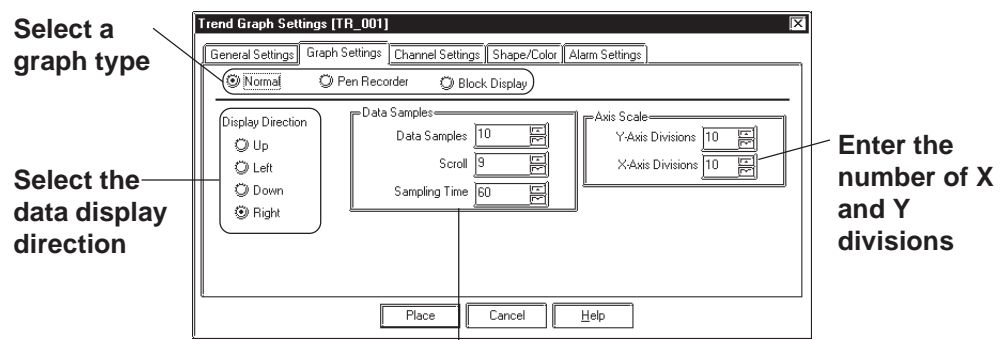 Select a
graph type
Trend Graph Settings [TR_001]
General Settings Graph Settings Channel Settings Shape/Color Alarm Settings
Normal Pen Recorder Block Display
Display Direction
Up
Left
Down
Right
Data Samples
Data Samples 10
Scroll 9
Sampling Time 60
Axis Scale
Y-Axis Divisions 10
X-Axis Divisions 10
Select the
data display
direction
Enter the
number of X
and Y
divisions
Place Cancel Help